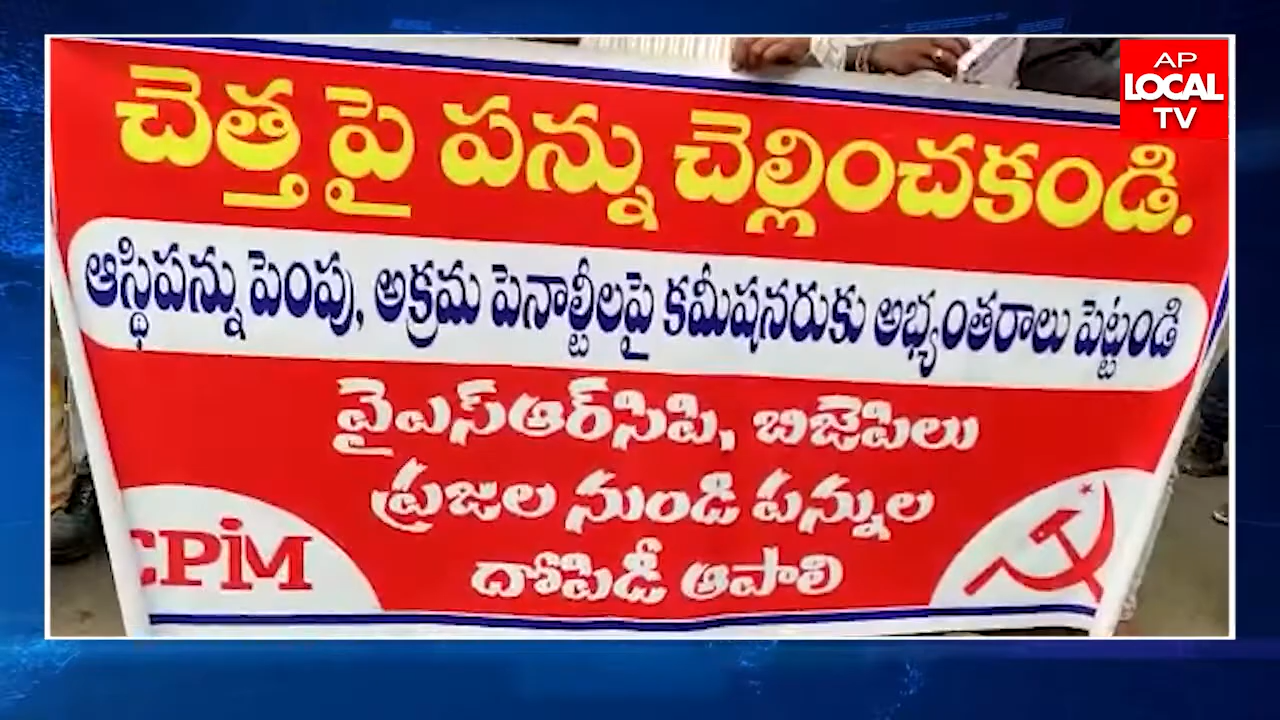 AP
LOCAL
TV
చెత్త పై పన్ను చెల్లించకండి.
ఆస్థిపన్ను పెంపు, అక్రమ పెనాల్టీలపై కమీషనరుకు అభ్యంతరాలు పెట్టండి
వైఎస్ఆర్‌సిపి, బిజెపిలు
ప్రజల నుండి పన్నుల
దోపిడీ ఆపాలి
CPiM